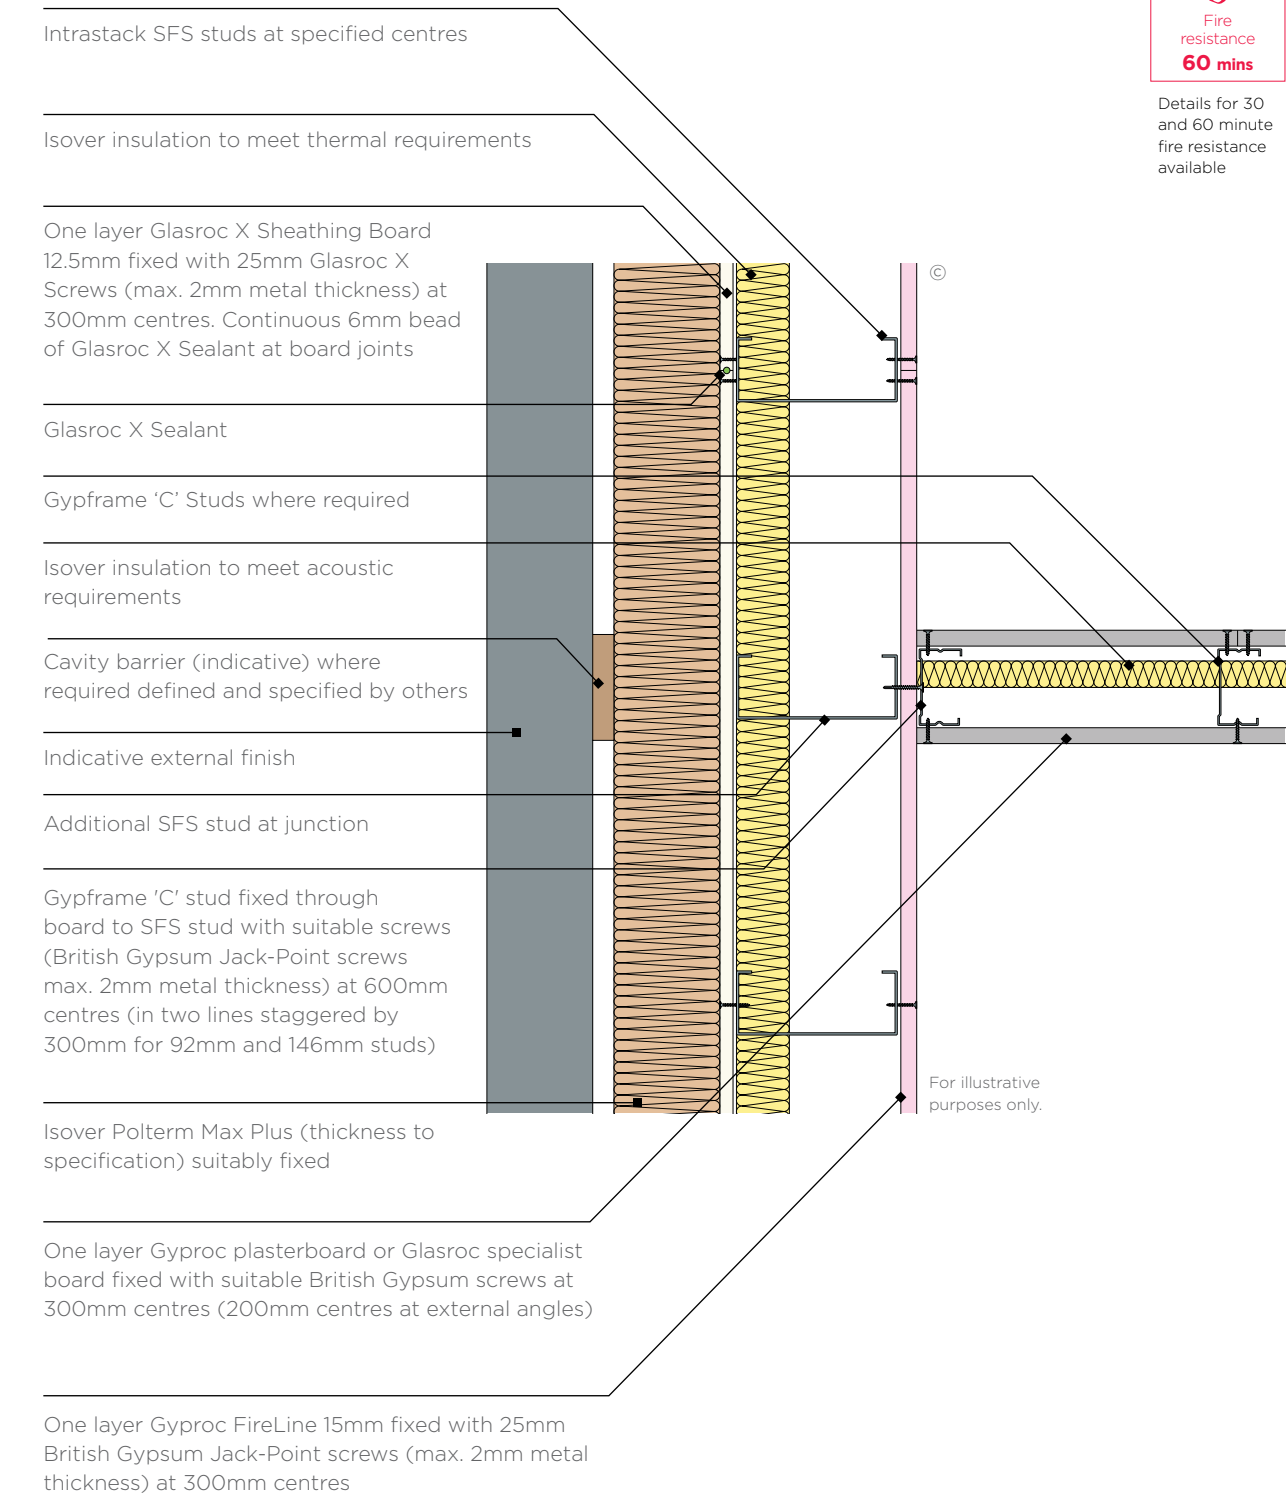 Intrastack SFS studs at specified centres
Fire
resistance
60 mins
Details for 30
and 60 minute
fire resistance
available
Isover insulation to meet thermal requirements
One layer Glasroc X Sheathing Board
12.5mm fixed with 25mm Glasroc X
Screws (max. 2mm metal thickness) at
300mm centres. Continuous 6mm bead
of Glasroc X Sealant at board joints
©
Glasroc X Sealant
Gypframe ‘C’ Studs where required
Isover insulation to meet acoustic
requirements
Cavity barrier (indicative) where
required defined and specified by others
Indicative external finish
Additional SFS stud at junction
Gypframe 'C' stud fixed through
board to SFS stud with suitable screws
(British Gypsum Jack-Point screws
max. 2mm metal thickness) at 600mm
centres (in two lines staggered by
300mm for 92mm and 146mm studs)
For illustrative
purposes only.
Isover Polterm Max Plus (thickness to
specification) suitably fixed
One layer Gyproc plasterboard or Glasroc specialist
board fixed with suitable British Gypsum screws at
300mm centres (200mm centres at external angles)
One layer Gyproc FireLine 15mm fixed with 25mm
British Gypsum Jack-Point screws (max. 2mm metal
thickness) at 300mm centres